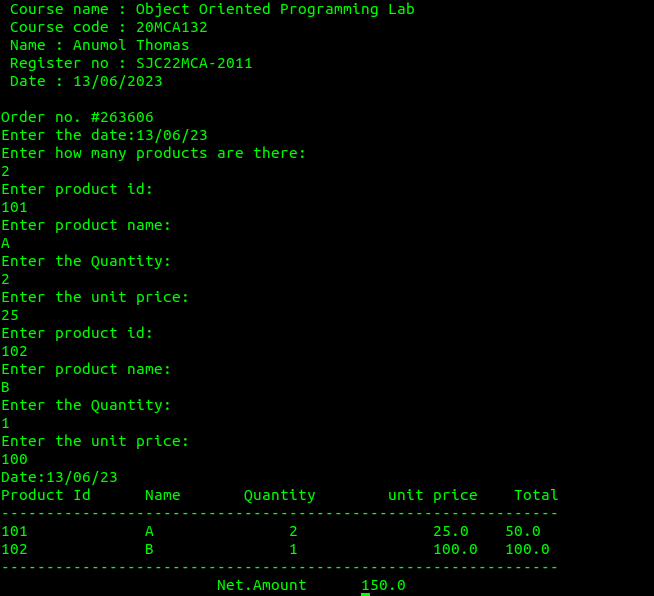 Course name : Object Oriented Programming Lab
Course code : 20MCA132
Name : Anumol Thomas
Register no : SJC22MCA-2011
Date : 13/06/2023
Order no. #263606
Enter the date:13/06/23
Enter how many products are there:
2
Enter product id:
101
Enter product name:
A
Enter the Quantity:
2
Enter the unit price:
25
Enter product id:
102
Enter product name:
B
Enter the Quantity:
1
Enter the unit price:
100
Date:13/06/23
Product Id      Name       Quantity        unit price    Total
--------------------------------------------------------------
101             A               2               25.0    50.0
102             B               1               100.0   100.0
--------------------------------------------------------------
                        Net.Amount      150.0